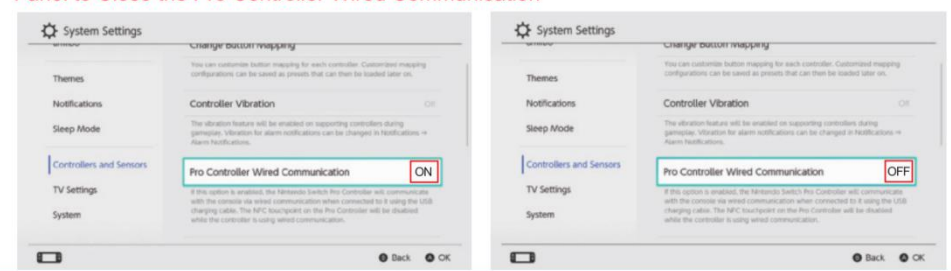 Panel to Close the Pro Controller Wired Communication
System Settings
Change Button Mapping
You can customize button mapping for each controller. Customized mapping
configurations can be saved as presets that can then be loaded later on.
Themes
Notifications
Controller Vibration
Off
Sleep Mode
The vibration feature will be enabled on supporting controllers during
gameplay. Vibration for alarm notifications can be changed in Notifications →
Alarm Notifications.
Controllers and Sensors
Pro Controller Wired Communication
ON
TV Settings
If this option is enabled, the Nintendo Switch Pro Controller will communicate
with the console via wired communication when connected to it using the USB
charging cable. The NFC touchpoint on the Pro Controller will be disabled
while the controller is using wired communication.
System
B Back
A OK
System Settings
Change Button Mapping
You can customize button mapping for each controller. Customized mapping
configurations can be saved as presets that can then be loaded later on.
Themes
Notifications
Controller Vibration
Off
Sleep Mode
The vibration feature will be enabled on supporting controllers during
gameplay. Vibration for alarm notifications can be changed in Notifications →
Alarm Notifications.
Controllers and Sensors
Pro Controller Wired Communication
OFF
TV Settings
If this option is enabled, the Nintendo Switch Pro Controller will communicate
with the console via wired communication when connected to it using the USB
charging cable. The NFC touchpoint on the Pro Controller will be disabled
while the controller is using wired communication.
System
B Back
A OK